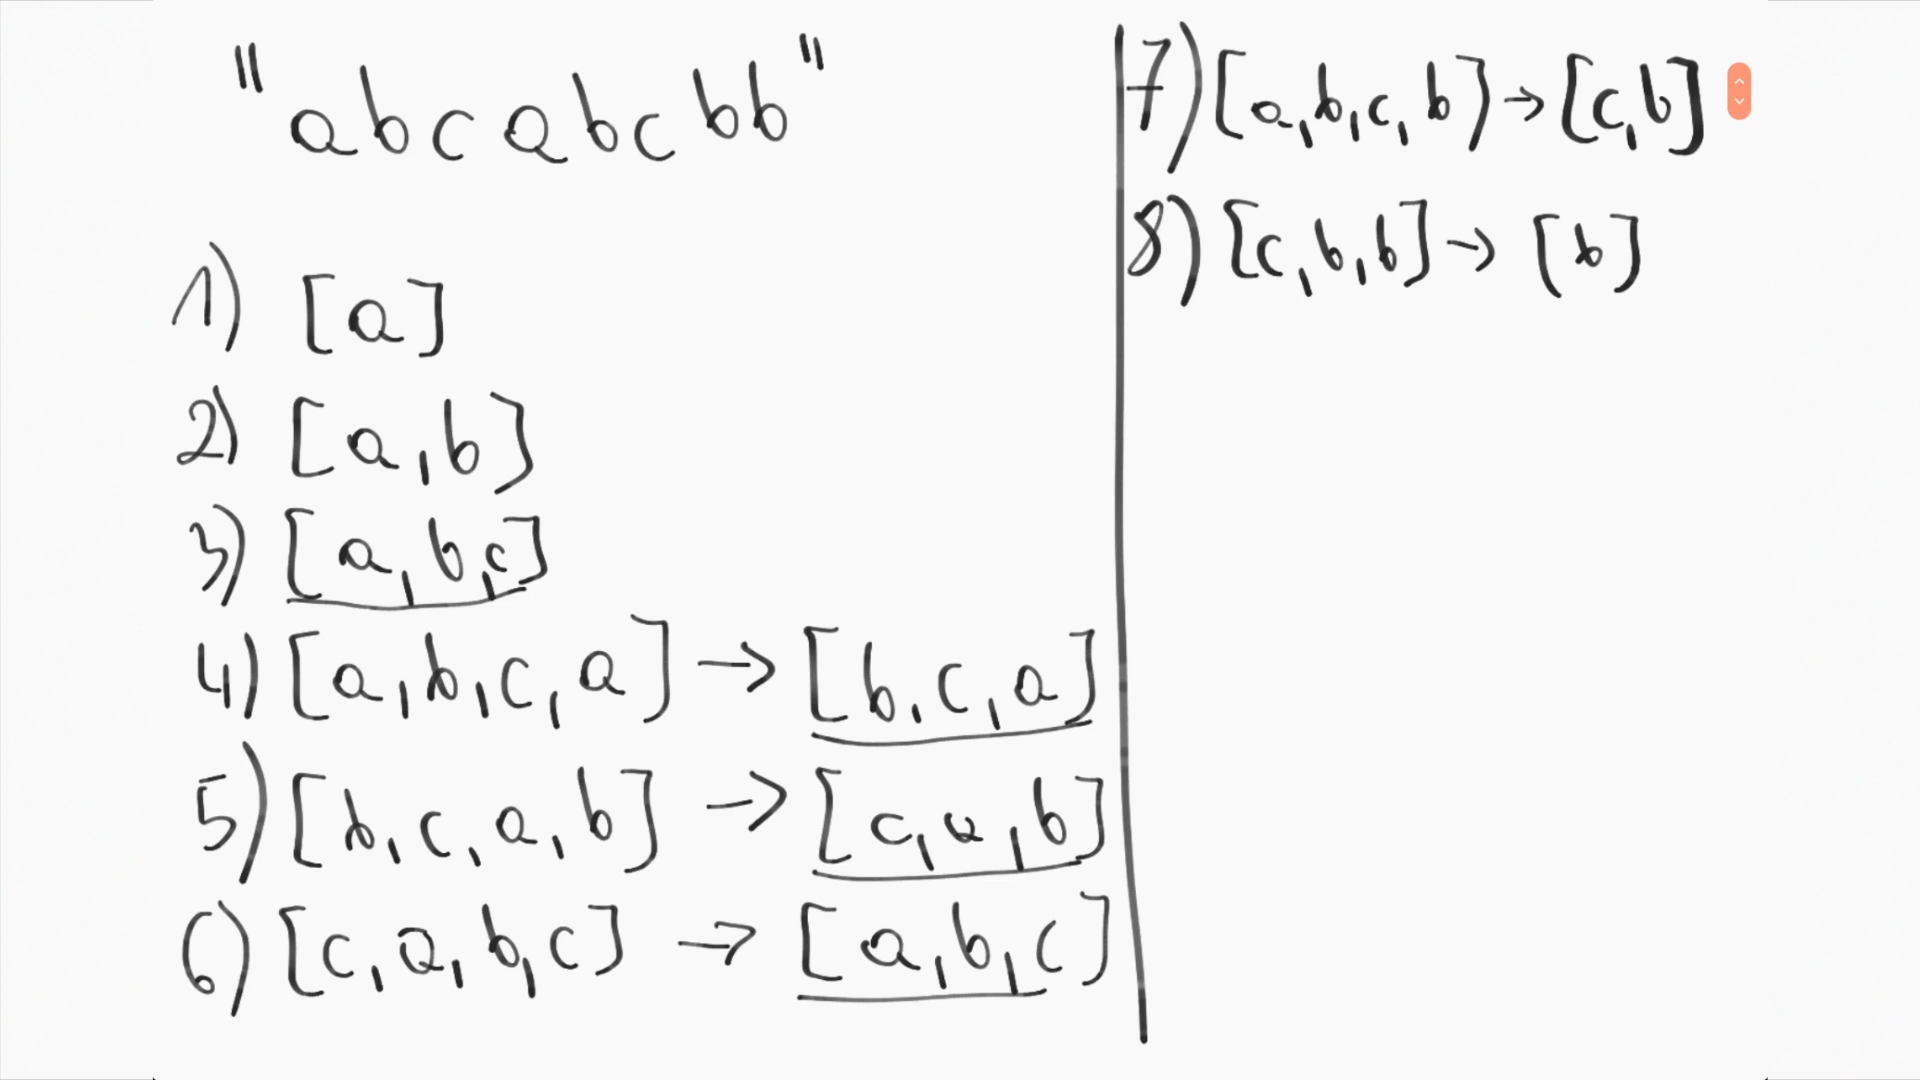 "abcabcbb"
1) [a]
2) [a,b]
3) [a,b,c]
4) [a,b,c,a] → [b,c,a]
5) [b,c,a,b] → [c,a,b]
6) [c,a,b,c] → [a,b,c]
7) [a,b,c,b] → [c,b]
8) [c,b,b] → [b]